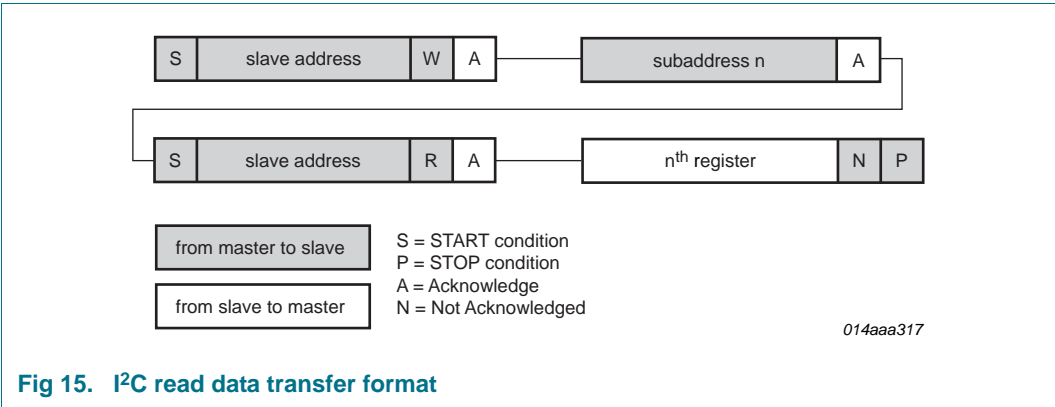 S slave address W A subaddress n A
S slave address R A nth register N P
from master to slave
from slave to master
S = START condition
P = STOP condition
A = Acknowledge
N = Not Acknowledged
014aaa317
Fig 15. I2C read data transfer format